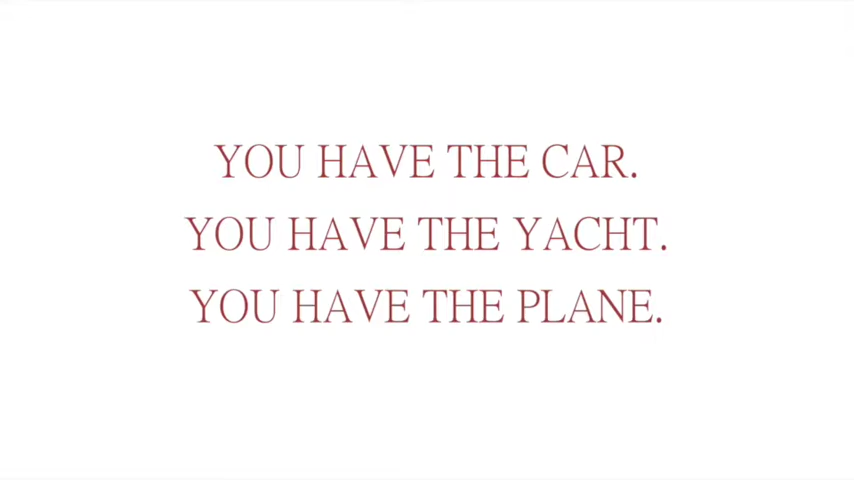 YOU HAVE THE CAR.
YOU HAVE THE YACHT.
YOU HAVE THE PLANE.